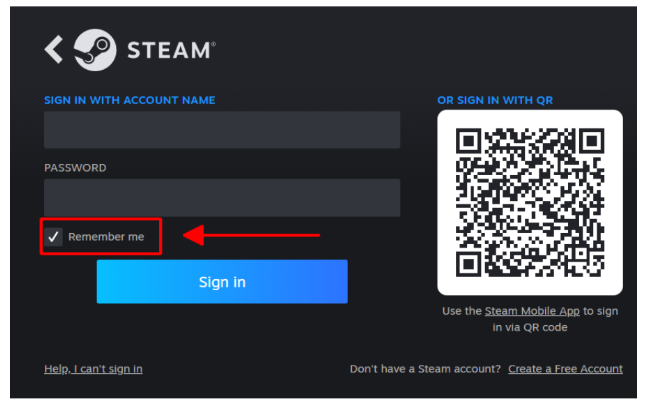 STEAM®
SIGN IN WITH ACCOUNT NAME
PASSWORD
Remember me
Sign in
Help, I can't sign in
OR SIGN IN WITH QR
Use the Steam Mobile App to sign
in via QR code
Don't have a Steam account? Create a Free Account